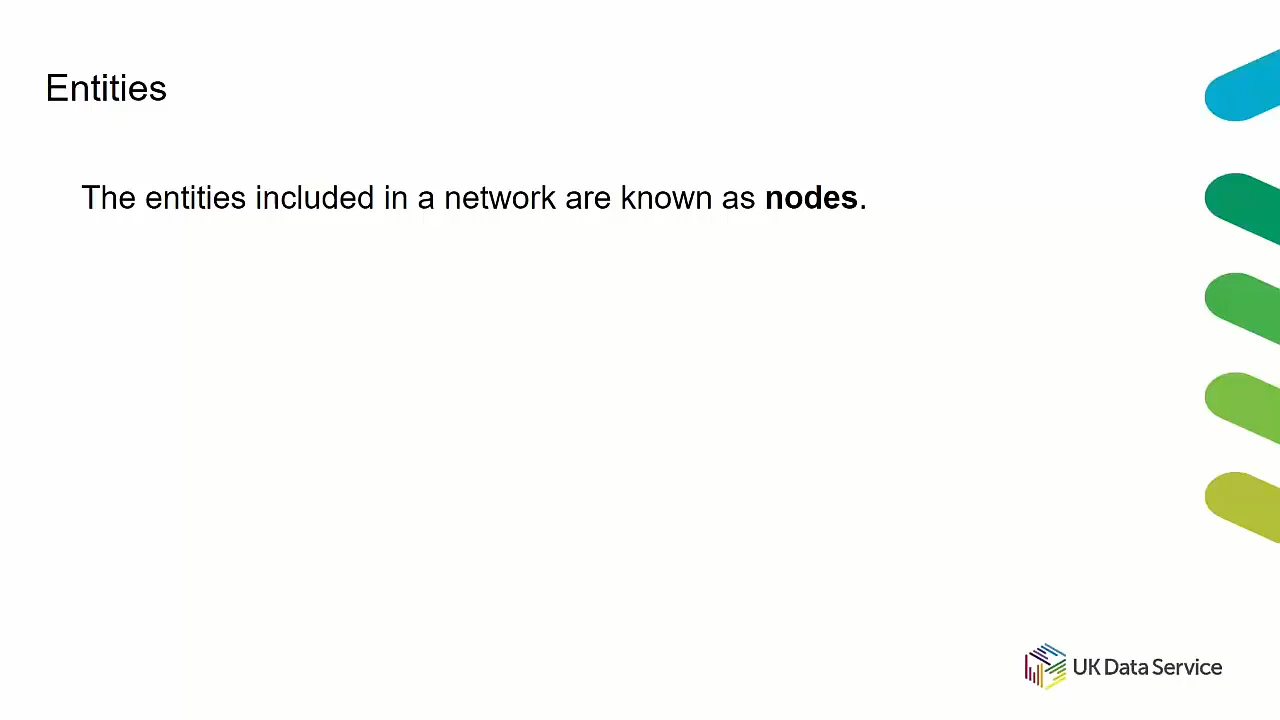 Entities
The entities included in a network are known as nodes.
UK Data Service